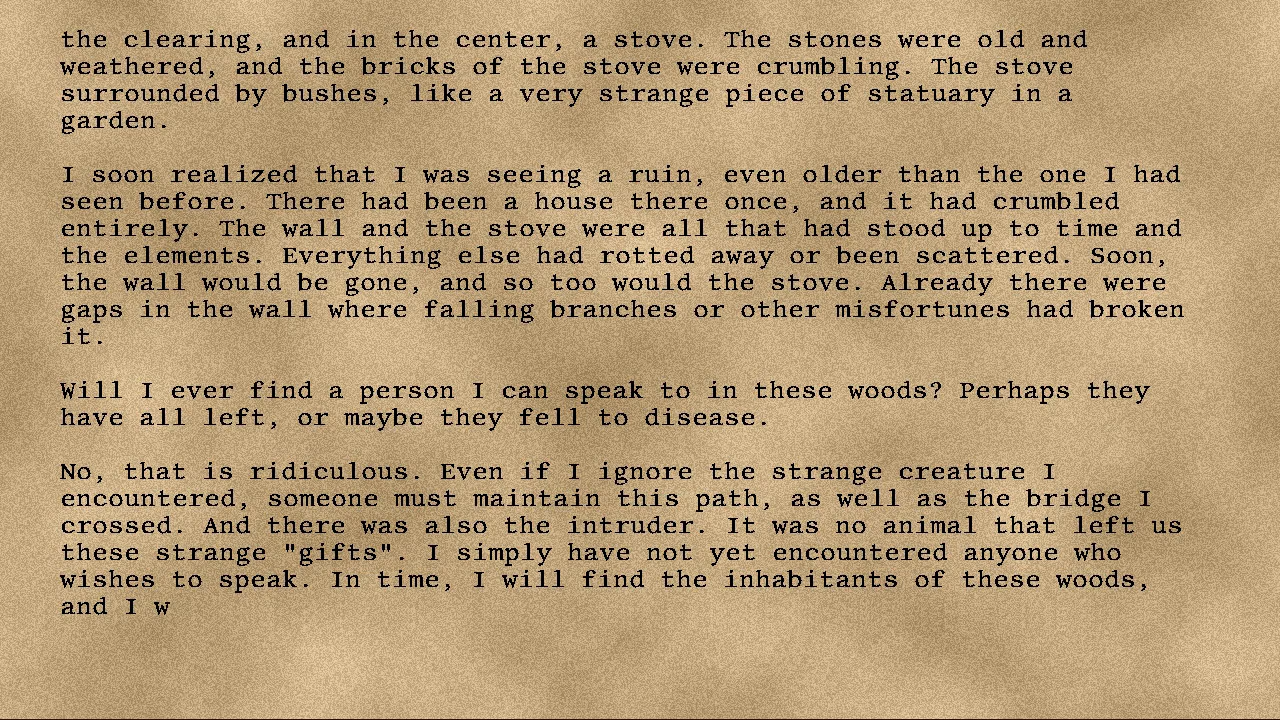 the clearing, and in the center, a stove. The stones were old and
weathered, and the bricks of the stove were crumbling. The stove
surrounded by bushes, like a very strange piece of statuary in a
garden.
I soon realized that I was seeing a ruin, even older than the one I had
seen before. There had been a house there once, and it had crumbled
entirely. The wall and the stove were all that had stood up to time and
the elements. Everything else had rotted away or been scattered. Soon,
the wall would be gone, and so too would the stove. Already there were
gaps in the wall where falling branches or other misfortunes had broken
it.
Will I ever find a person I can speak to in these woods? Perhaps they
have all left, or maybe they fell to disease.
No, that is ridiculous. Even if I ignore the strange creature I
encountered, someone must maintain this path, as well as the bridge I
crossed. And there was also the intruder. It was no animal that left us
these strange "gifts". I simply have not yet encountered anyone who
wishes to speak. In time, I will find the inhabitants of these woods,
and I w